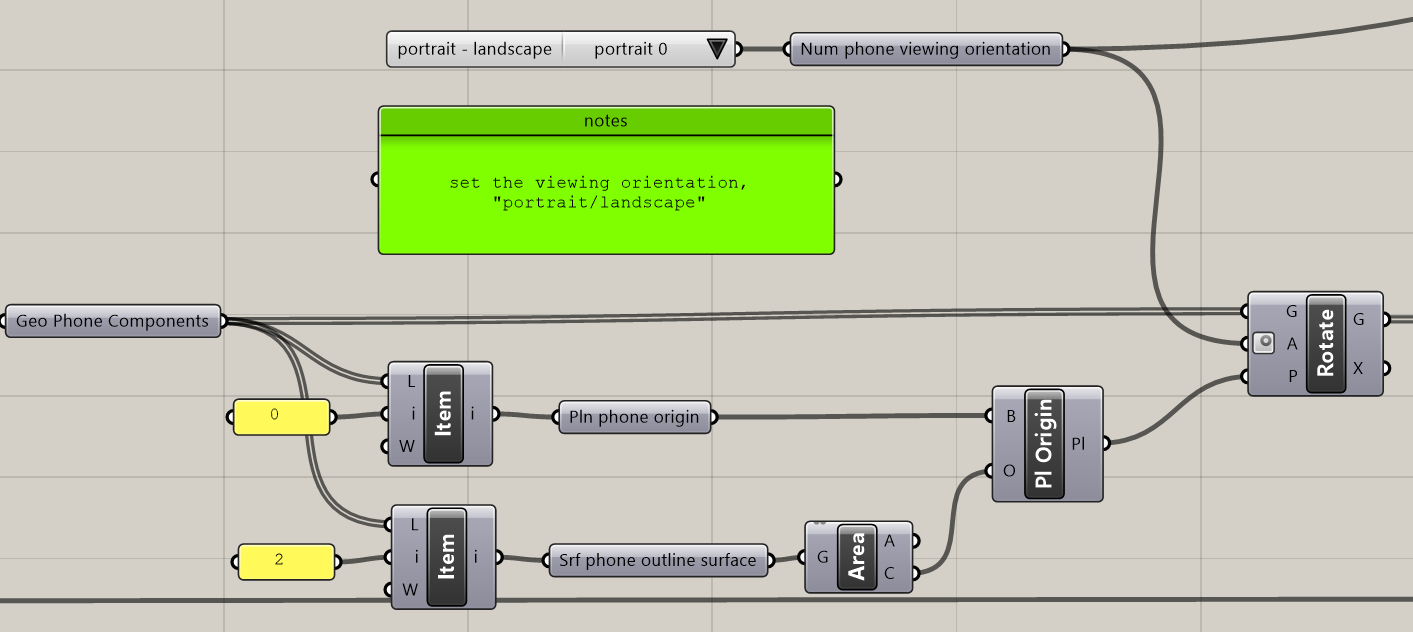 portrait - landscape portrait 0
Num phone viewing orientation
notes
set the viewing orientation,
"portrait/landscape"
Geo Phone Components
G
A
P
Rotate
G
X
0
L
i
W
Item
i
Pln phone origin
B
O
Pl Origin
Pl
2
L
i
W
Item
i
Srf phone outline surface
G
Area
A
C